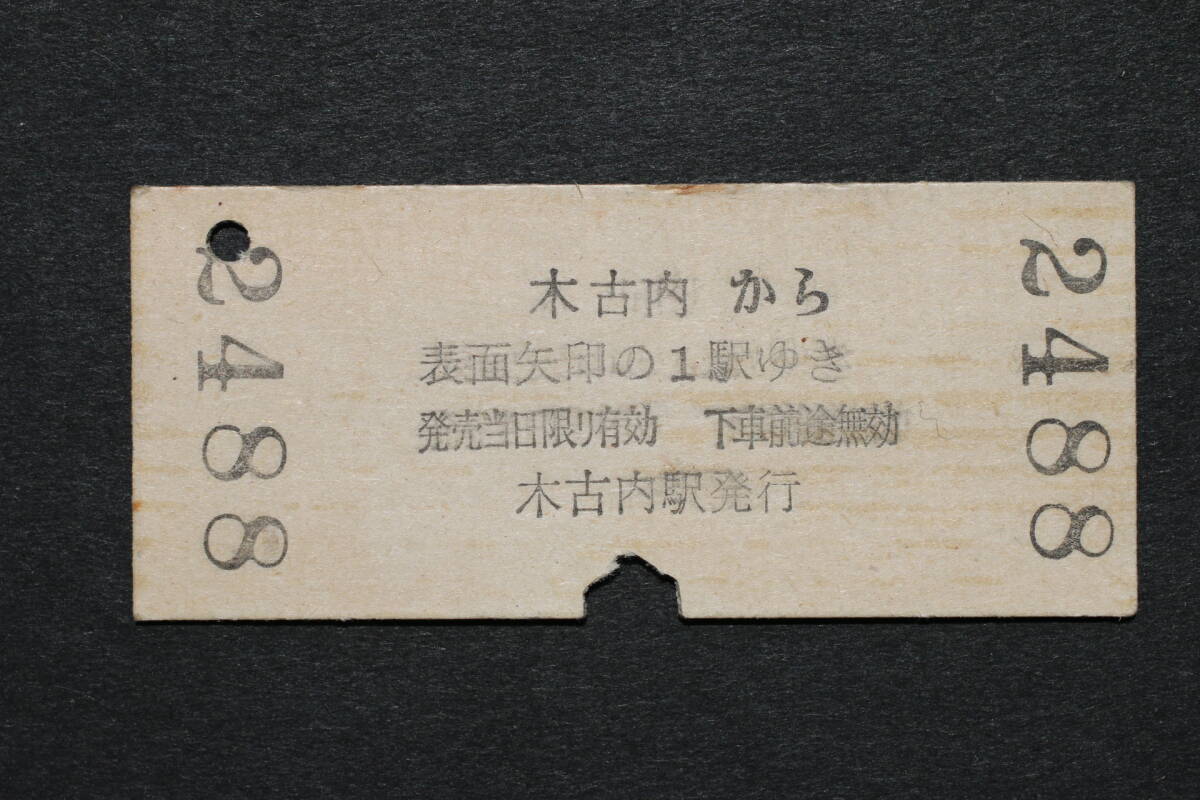 2488
木古内 から
表面矢印の1駅ゆき
発売当日限り有効 下車前途無効
木古内駅発行
2488